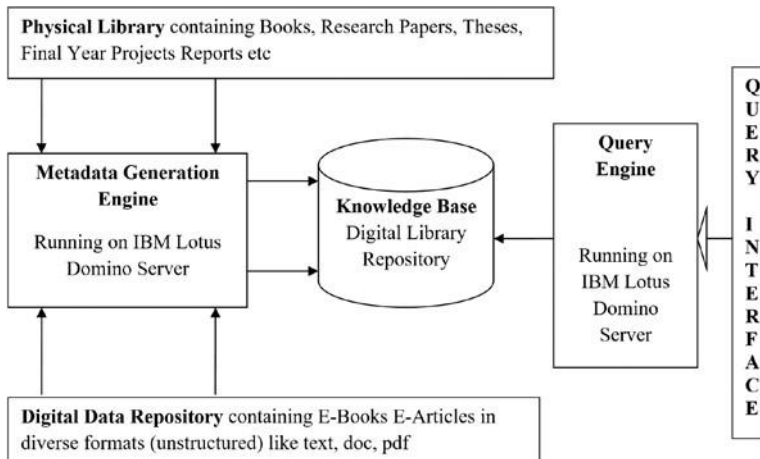 Physical Library containing Books, Research Papers, Theses,
Final Year Projects Reports etc
Metadata Generation
Engine
Running on IBM Lotus
Domino Server
Knowledge Base
Digital Library
Repository
Query
Engine
Running on
IBM Lotus
Domino
Server
QUERY INTERFACE
Digital Data Repository containing E-Books E-Articles in
diverse formats (unstructured) like text, doc, pdf